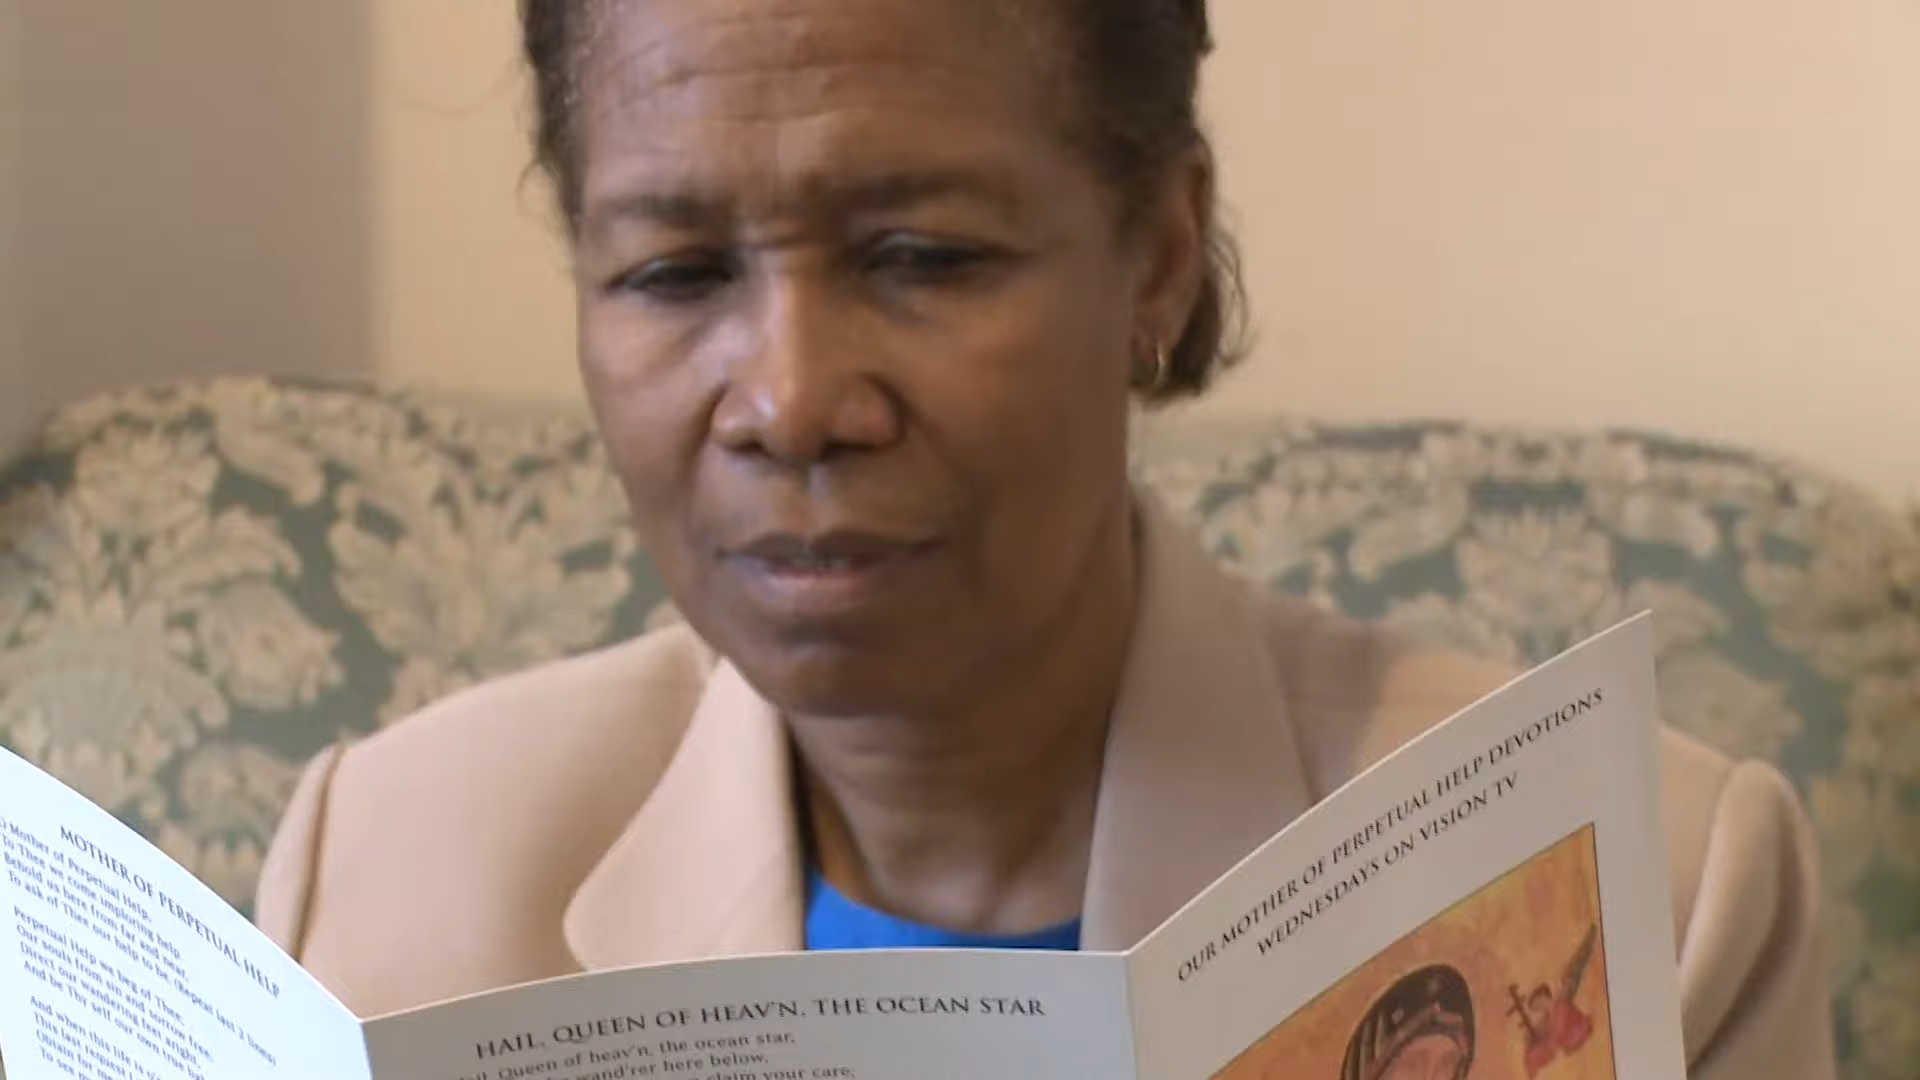 MOTHER OF PERPETUAL HELP
Mother of Perpetual Help,
To Thee we come imploring help.
Behold us here from far and near,
To ask of Thee our help to be. (Repeat last 2 lines)
Perpetual Help we beg of Thee.
Our souls from sin and sorrow free.
Direct our wandering feet aright,
And be Thy self our own true
And when this life is
This last request
Obtain for
To see
HAIL, QUEEN OF HEAV'N, THE OCEAN STAR
Queen of heav'n, the ocean star,
wand'rer here below,
claim your care,
OUR MOTHER OF PERPETUAL HELP DEVOTIONS
WEDNESDAYS ON VISION TV